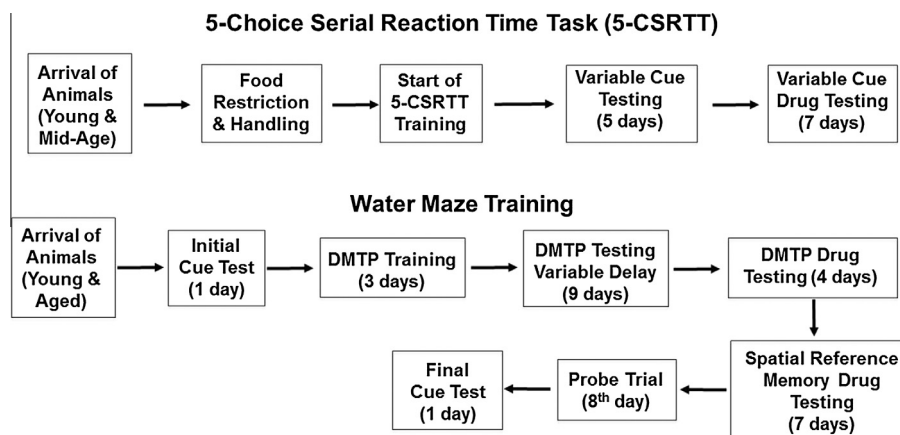 5-Choice Serial Reaction Time Task (5-CSRTT)
Arrival of
Animals
(Young &
Mid-Age)
Food
Restriction
& Handling
Start of
5-CSRTT
Training
Variable Cue
Testing
(5 days)
Variable Cue
Drug Testing
(7 days)
Water Maze Training
Arrival of
Animals
(Young &
Aged)
Initial
Cue Test
(1 day)
DMTP Training
(3 days)
DMTP Testing
Variable Delay
(9 days)
DMTP Drug
Testing (4 days)
Spatial Reference
Memory Drug
Testing
(7 days)
Probe Trial
(8th day)
Final
Cue Test
(1 day)